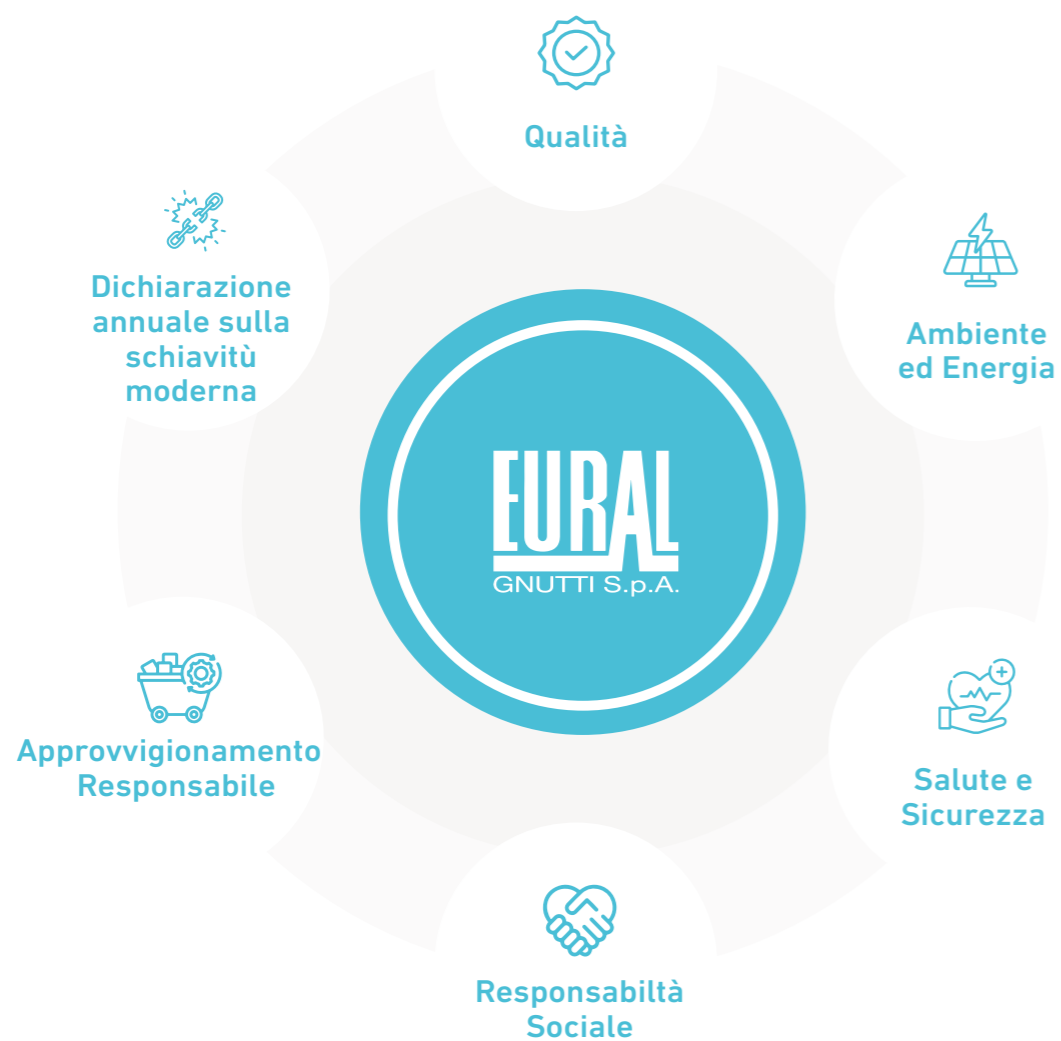 Qualità
Ambiente
ed Energia
Salute e
Sicurezza
Responsabiltà
Sociale
Approvvigionamento
Responsabile
Dichiarazione
annuale sulla
schiavitù
moderna
EURAL
GNUTTI S.p.A.